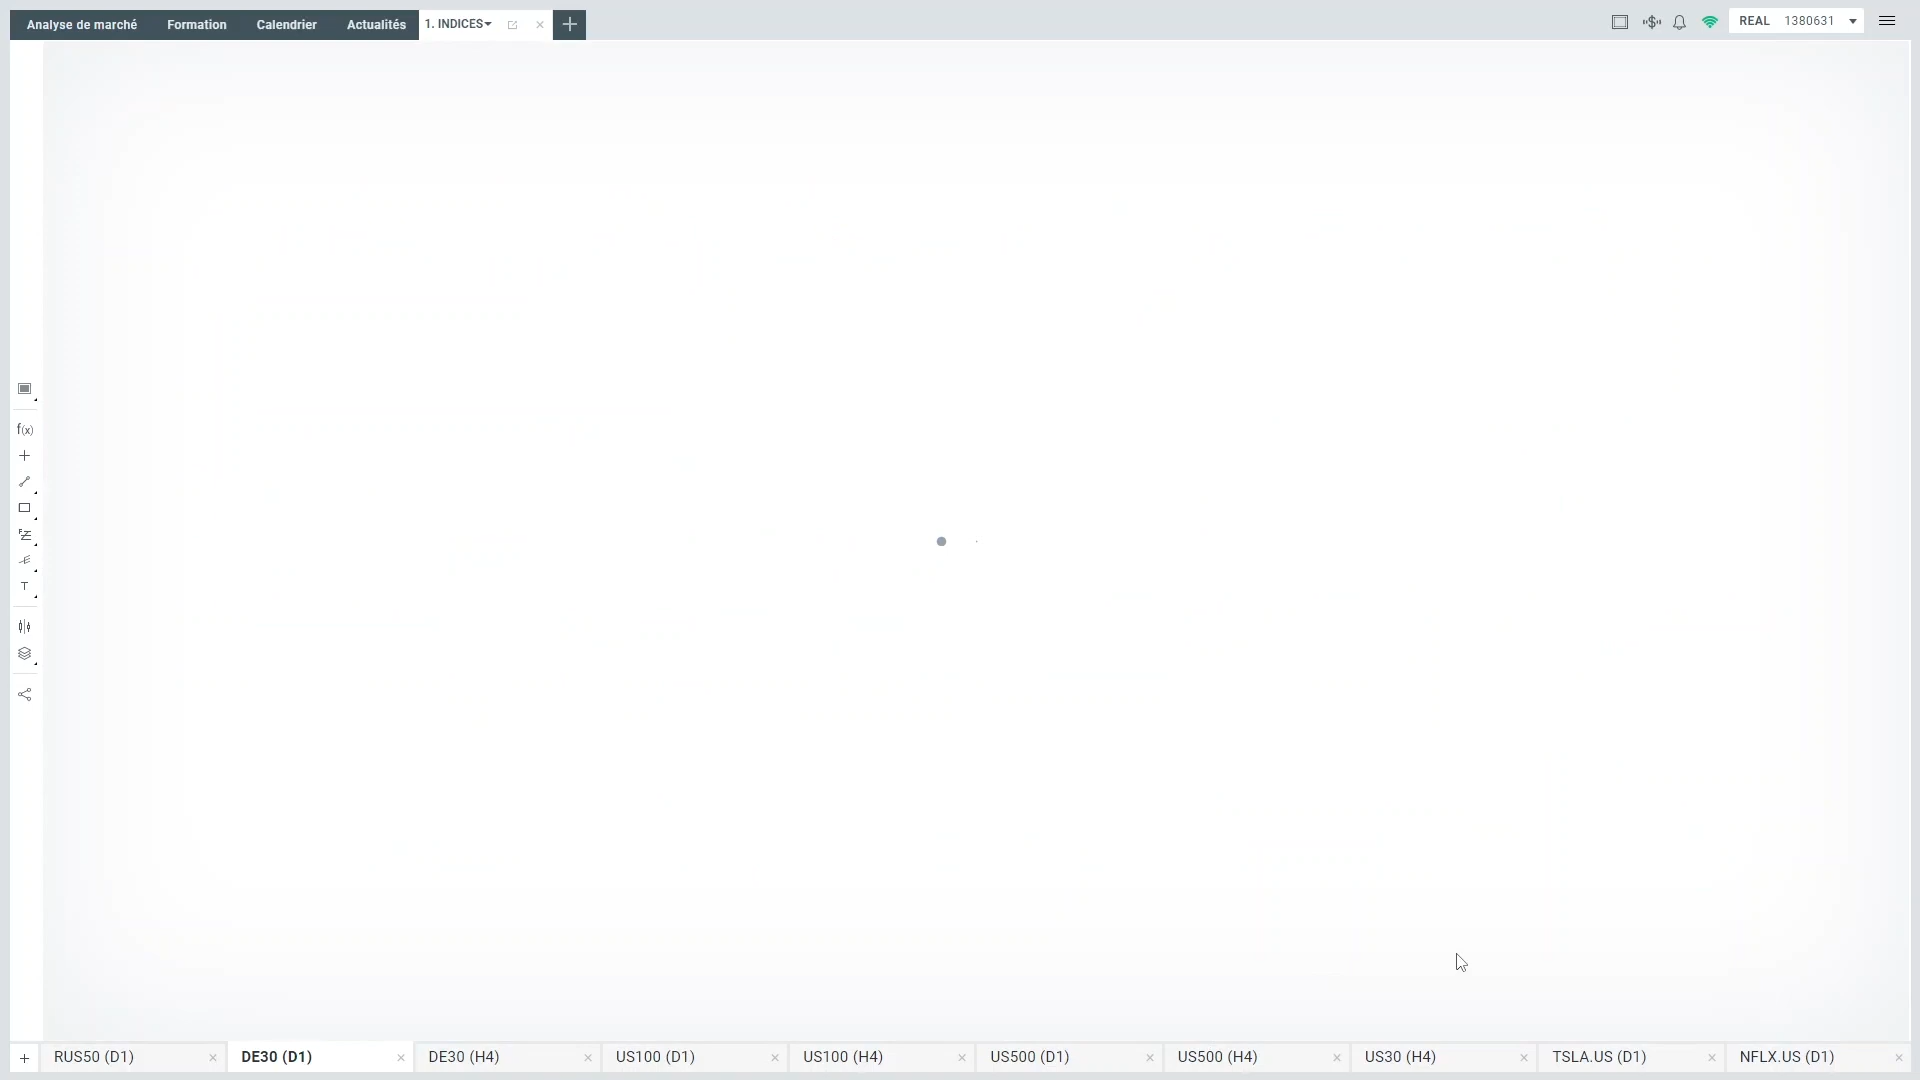 Analyse de marché Formation Calendrier Actualités 1. INDICES REAL 1380631
f(x)
T
RUS50 (D1) DE30 (D1) DE30 (H4) US100 (D1) US100 (H4) US500 (D1) US500 (H4) US30 (H4) TSLA.US (D1) NFLX.US (D1)